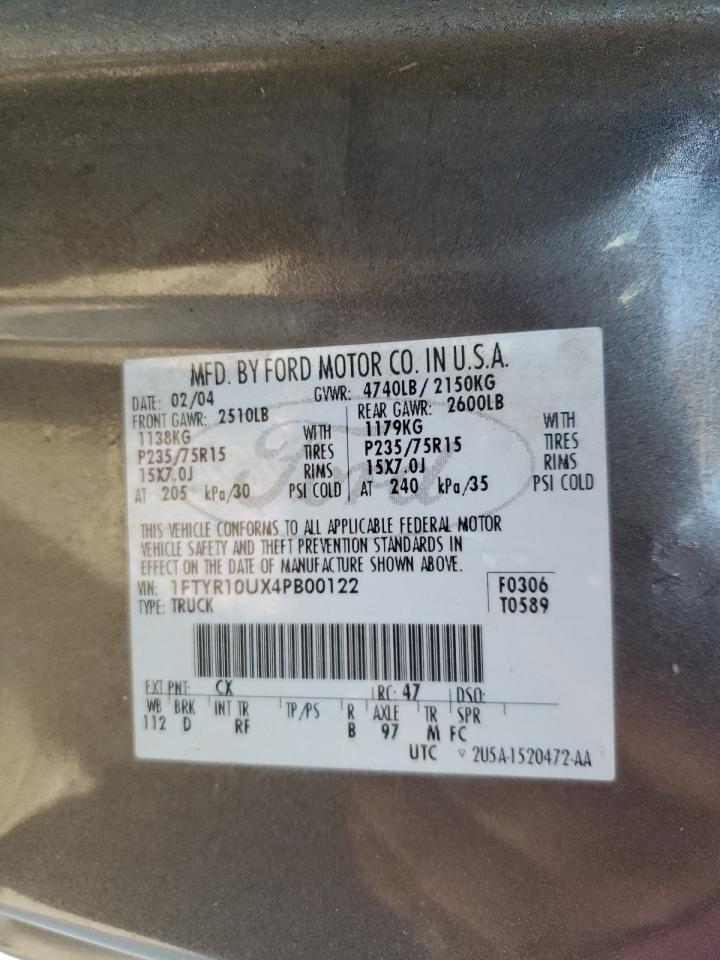 MFD. BY FORD MOTOR CO. IN U.S.A.
DATE: 02/04 GVWR: 4740LB/ 2150KG
FRONT GAWR: 2510LB REAR GAWR: 2600LB
1138KG WITH 1179KG WITH
P235/75R15 TIRES P235/75R15 TIRES
15X7.0J RIMS 15X7.0J RIMS
AT 205 kPa/30 PSI COLD AT 240 kPa/35 PSI COLD
Ford
THIS VEHICLE CONFORMS TO ALL APPLICABLE FEDERAL MOTOR
VEHICLE SAFETY AND THEFT PREVENTION STANDARDS IN
EFFECT ON THE DATE OF MANUFACTURE SHOWN ABOVE.
VIN: 1FTYR10UX4PB00122 F0306
TYPE: TRUCK T0589
EXT PNT: CX RC: 47 DSO:
WB BRK INT TR TP/PS R AXLE TR SPR
112 D RF B 97 M FC
UTC ▽ 2U5A-1520472-AA